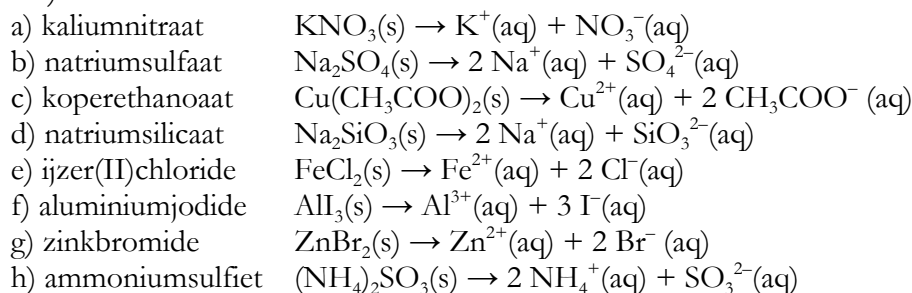 a) kaliumnitraat KNO₃(s) → K⁺(aq) + NO₃⁻(aq)
b) natriumsulfaat Na₂SO₄(s) → 2 Na⁺(aq) + SO₄²⁻(aq)
c) koperethanoaat Cu(CH₃COO)₂(s) → Cu²⁺(aq) + 2 CH₃COO⁻ (aq)
d) natriumsilicaat Na₂SiO₃(s) → 2 Na⁺(aq) + SiO₃²⁻(aq)
e) ijzer(II)chloride FeCl₂(s) → Fe²⁺(aq) + 2 Cl⁻(aq)
f) aluminiumjodide AlI₃(s) → Al³⁺(aq) + 3 I⁻(aq)
g) zinkbromide ZnBr₂(s) → Zn²⁺(aq) + 2 Br⁻ (aq)
h) ammoniumsulfiet (NH₄)₂SO₃(s) → 2 NH₄⁺(aq) + SO₃²⁻(aq)